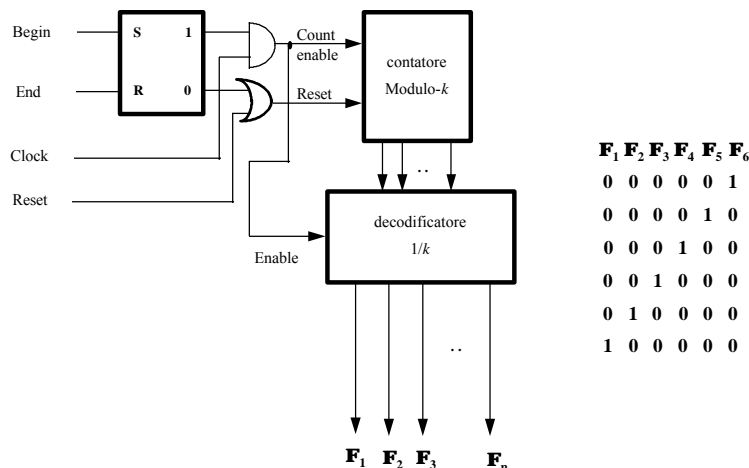 Begin
S 1
Count
enable
contatore
Modulo-k
End
R 0
Reset
Clock
Reset
. .
decodificatore
1/k
Enable
. .
F1 F2 F3 Fn
F1 F2 F3 F4 F5 F6
0 0 0 0 0 1
0 0 0 0 1 0
0 0 0 1 0 0
0 0 1 0 0 0
0 1 0 0 0 0
1 0 0 0 0 0